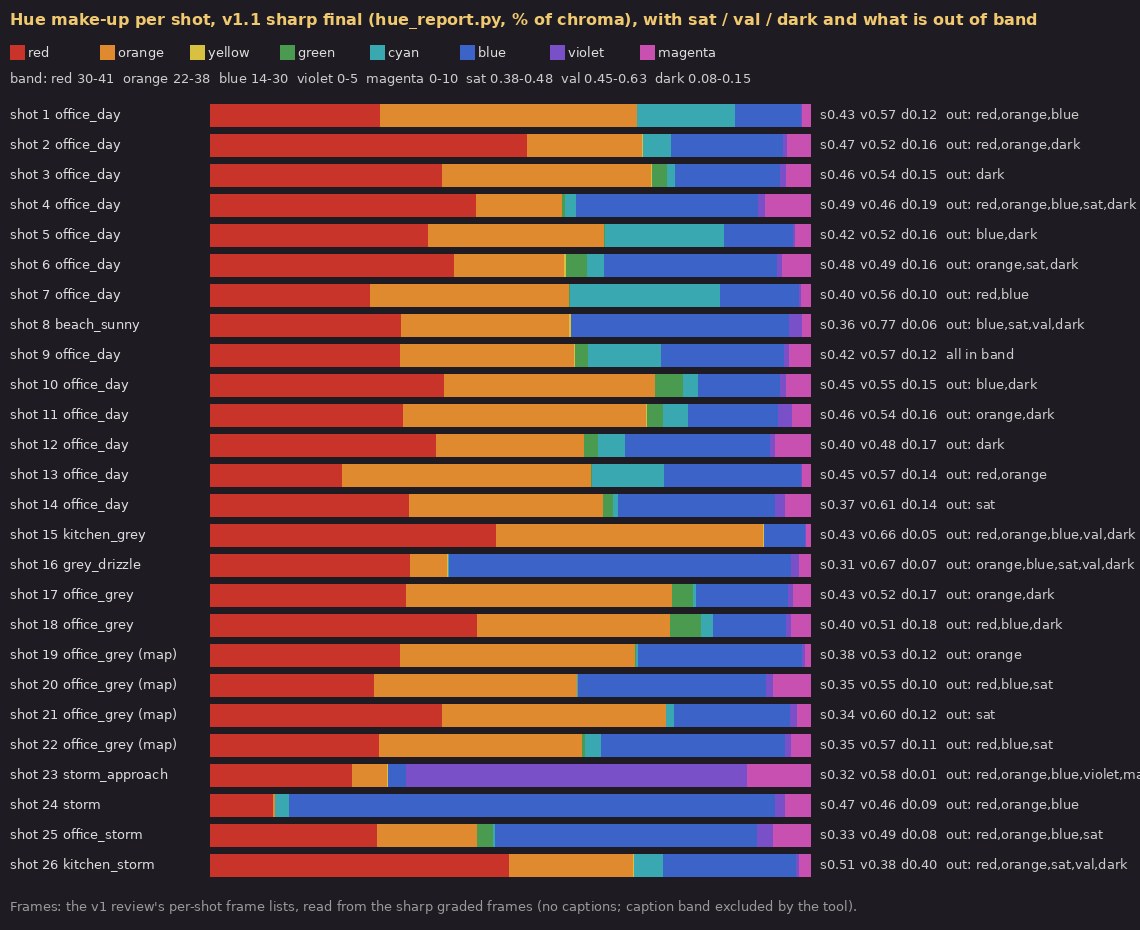 Hue make-up per shot, v1.1 sharp final (hue_report.py, % of chroma), with sat / val / dark and what is out of band
red orange yellow green cyan blue violet magenta
band: red 30-41 orange 22-38 blue 14-30 violet 0-5 magenta 0-10 sat 0.38-0.48 val 0.45-0.63 dark 0.08-0.15
shot 1 office_day s0.43 v0.57 d0.12 out: red,orange,blue
shot 2 office_day s0.47 v0.52 d0.16 out: red,orange,dark
shot 3 office_day s0.46 v0.54 d0.15 out: dark
shot 4 office_day s0.49 v0.46 d0.19 out: red,orange,blue,sat,dark
shot 5 office_day s0.42 v0.52 d0.16 out: blue,dark
shot 6 office_day s0.48 v0.49 d0.16 out: orange,sat,dark
shot 7 office_day s0.40 v0.56 d0.10 out: red,blue
shot 8 beach_sunny s0.36 v0.77 d0.06 out: blue,sat,val,dark
shot 9 office_day s0.42 v0.57 d0.12 all in band
shot 10 office_day s0.45 v0.55 d0.15 out: blue,dark
shot 11 office_day s0.46 v0.54 d0.16 out: orange,dark
shot 12 office_day s0.40 v0.48 d0.17 out: dark
shot 13 office_day s0.45 v0.57 d0.14 out: red,orange
shot 14 office_day s0.37 v0.61 d0.14 out: sat
shot 15 kitchen_grey s0.43 v0.66 d0.05 out: red,orange,blue,val,dark
shot 16 grey_drizzle s0.31 v0.67 d0.07 out: orange,blue,sat,val,dark
shot 17 office_grey s0.43 v0.52 d0.17 out: orange,dark
shot 18 office_grey s0.40 v0.51 d0.18 out: red,blue,dark
shot 19 office_grey (map) s0.38 v0.53 d0.12 out: orange
shot 20 office_grey (map) s0.35 v0.55 d0.10 out: red,blue,sat
shot 21 office_grey (map) s0.34 v0.60 d0.12 out: sat
shot 22 office_grey (map) s0.35 v0.57 d0.11 out: red,blue,sat
shot 23 storm_approach s0.32 v0.58 d0.01 out: red,orange,blue,violet,ma
shot 24 storm s0.47 v0.46 d0.09 out: red,orange,blue
shot 25 office_storm s0.33 v0.49 d0.08 out: red,orange,blue,sat
shot 26 kitchen_storm s0.51 v0.38 d0.40 out: red,orange,sat,val,dark
Frames: the v1 review's per-shot frame lists, read from the sharp graded frames (no captions; caption band excluded by the tool).